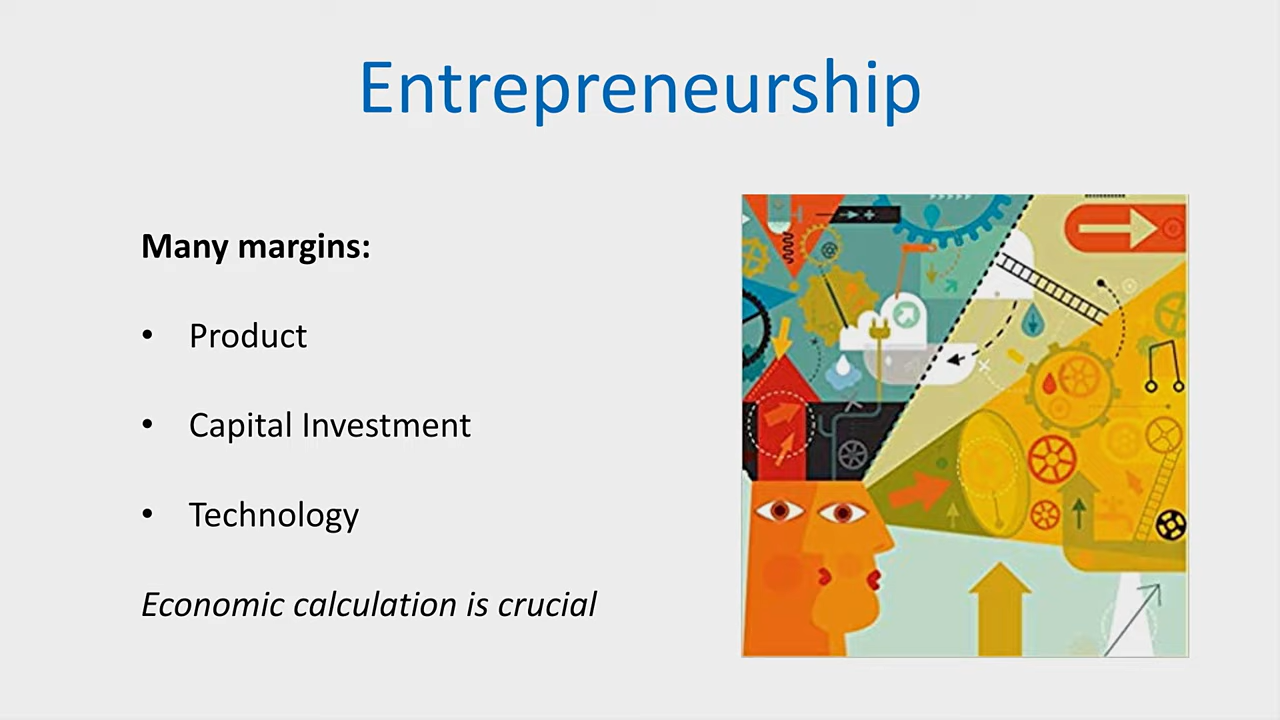 Entrepreneurship
Many margins:
• Product
• Capital Investment
• Technology
Economic calculation is crucial